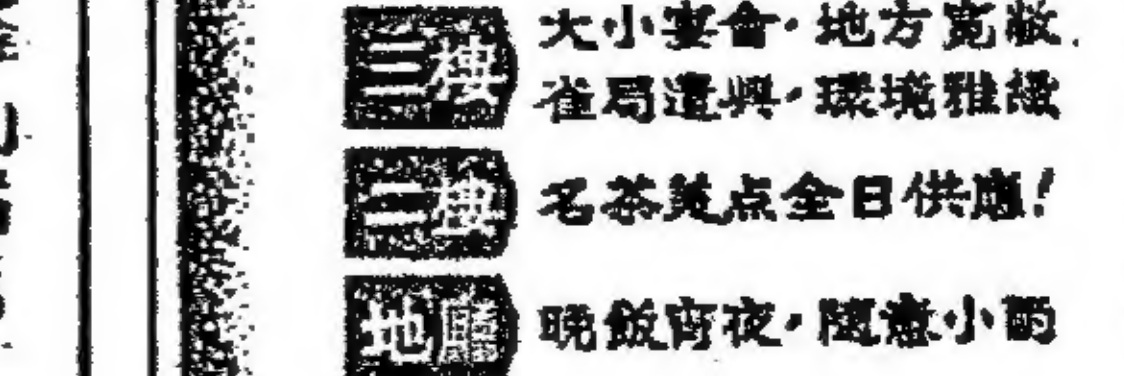 三樓 大小宴會·地方寬敞.
雀局遣興·環境雅緻
二樓 名茶美点全日供應!
地廳 晚飯宵夜·隨意小酌